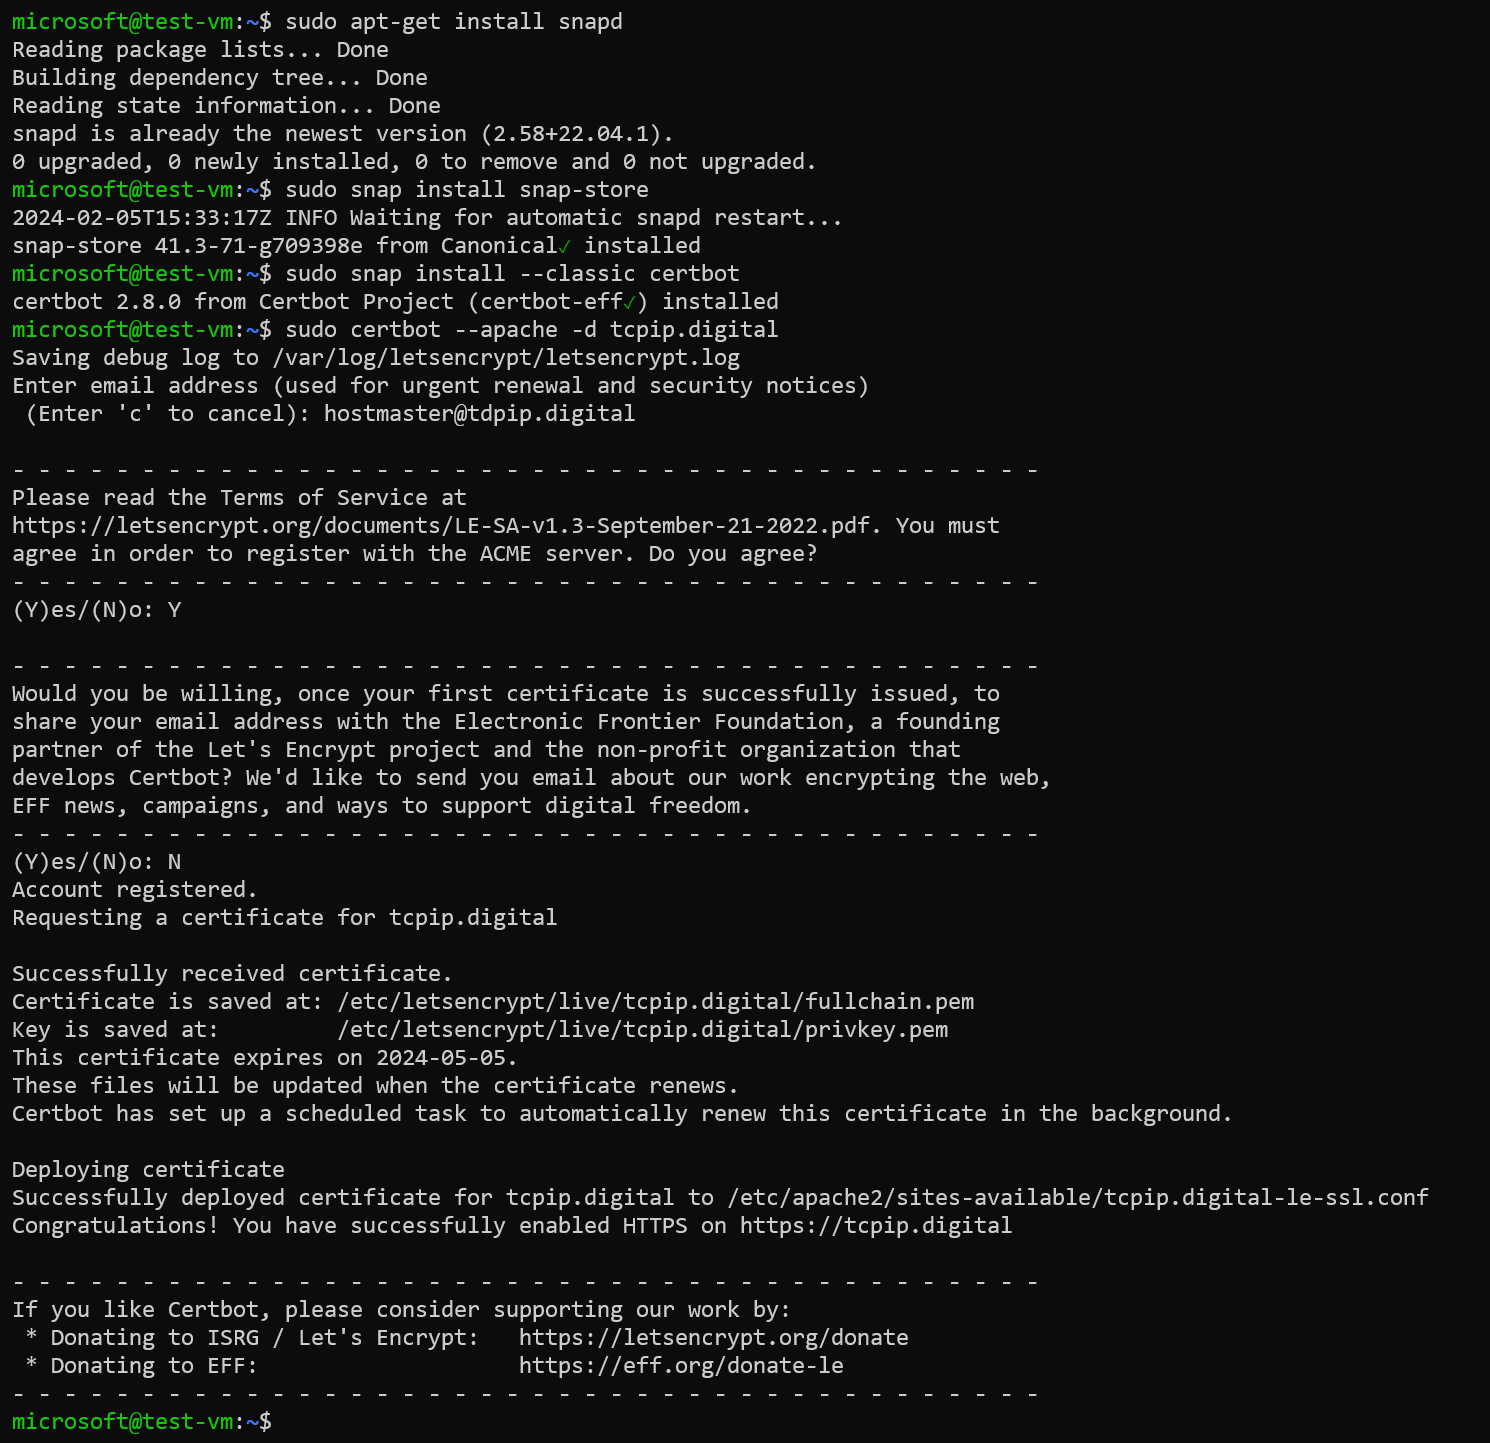 microsoft@test-vm:~$ sudo apt-get install snapd
Reading package lists... Done
Building dependency tree... Done
Reading state information... Done
snapd is already the newest version (2.58+22.04.1).
0 upgraded, 0 newly installed, 0 to remove and 0 not upgraded.
microsoft@test-vm:~$ sudo snap install snap-store
2024-02-05T15:33:17Z INFO Waiting for automatic snapd restart...
snap-store 41.3-71-g709398e from Canonical✓ installed
microsoft@test-vm:~$ sudo snap install --classic certbot
certbot 2.8.0 from Certbot Project (certbot-eff✓) installed
microsoft@test-vm:~$ sudo certbot --apache -d tcpip.digital
Saving debug log to /var/log/letsencrypt/letsencrypt.log
Enter email address (used for urgent renewal and security notices)
 (Enter 'c' to cancel): hostmaster@tdpip.digital

- - - - - - - - - - - - - - - - - - - - - - - - - - - - - - - - - - - - - - - -
Please read the Terms of Service at
https://letsencrypt.org/documents/LE-SA-v1.3-September-21-2022.pdf. You must
agree in order to register with the ACME server. Do you agree?
- - - - - - - - - - - - - - - - - - - - - - - - - - - - - - - - - - - - - - - -
(Y)es/(N)o: Y

- - - - - - - - - - - - - - - - - - - - - - - - - - - - - - - - - - - - - - - -
Would you be willing, once your first certificate is successfully issued, to
share your email address with the Electronic Frontier Foundation, a founding
partner of the Let's Encrypt project and the non-profit organization that
develops Certbot? We'd like to send you email about our work encrypting the web,
EFF news, campaigns, and ways to support digital freedom.
- - - - - - - - - - - - - - - - - - - - - - - - - - - - - - - - - - - - - - - -
(Y)es/(N)o: N
Account registered.
Requesting a certificate for tcpip.digital

Successfully received certificate.
Certificate is saved at: /etc/letsencrypt/live/tcpip.digital/fullchain.pem
Key is saved at:         /etc/letsencrypt/live/tcpip.digital/privkey.pem
This certificate expires on 2024-05-05.
These files will be updated when the certificate renews.
Certbot has set up a scheduled task to automatically renew this certificate in the background.

Deploying certificate
Successfully deployed certificate for tcpip.digital to /etc/apache2/sites-available/tcpip.digital-le-ssl.conf
Congratulations! You have successfully enabled HTTPS on https://tcpip.digital

- - - - - - - - - - - - - - - - - - - - - - - - - - - - - - - - - - - - - - - -
If you like Certbot, please consider supporting our work by:
 * Donating to ISRG / Let's Encrypt:   https://letsencrypt.org/donate
 * Donating to EFF:                    https://eff.org/donate-le
- - - - - - - - - - - - - - - - - - - - - - - - - - - - - - - - - - - - - - - -
microsoft@test-vm:~$